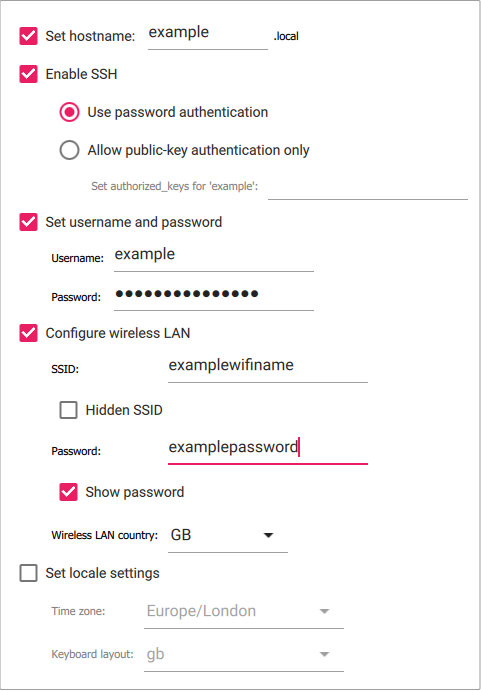 Set hostname: example .local
Enable SSH
Use password authentication
Allow public-key authentication only
Set authorized_keys for 'example':
Set username and password
Username: example
Password: ●●●●●●●●●●●●●●●
Configure wireless LAN
SSID: examplewifiname
Hidden SSID
Password: examplepassword
Show password
Wireless LAN country: GB
Set locale settings
Time zone: Europe/London
Keyboard layout: gb